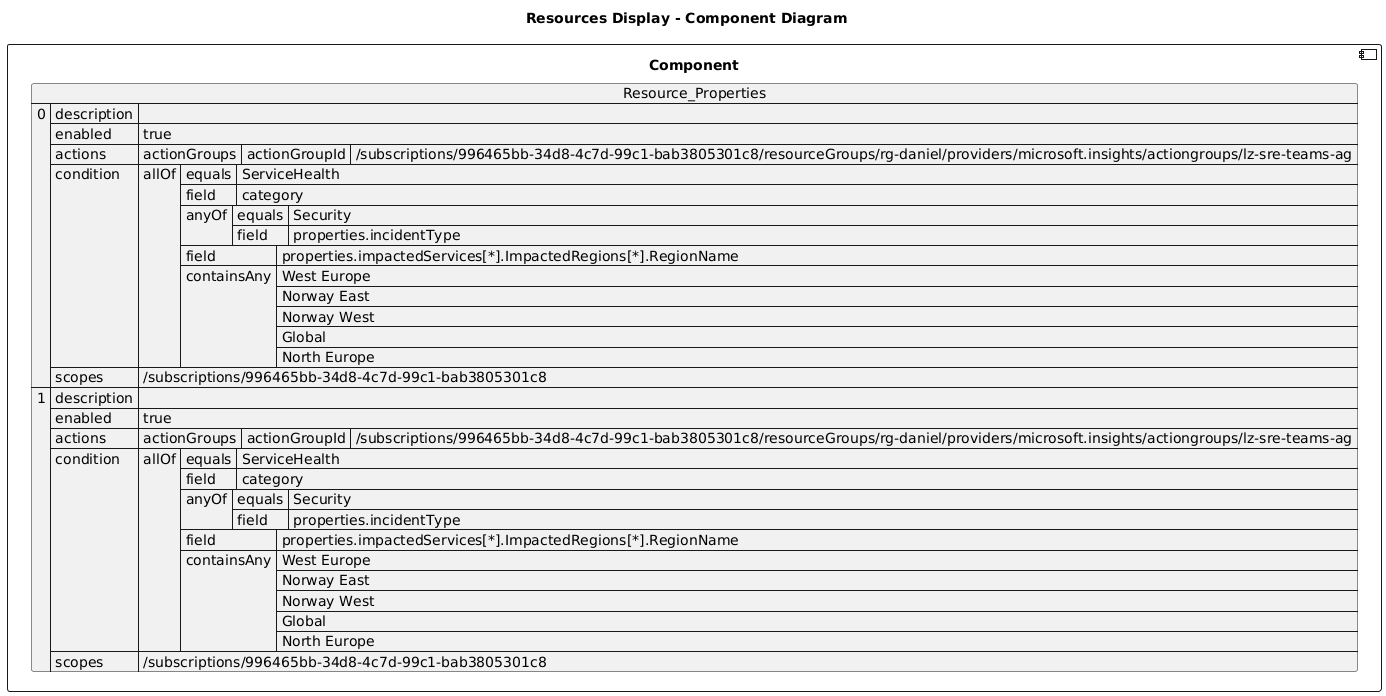 Resources Display - Component Diagram
Component
Resource_Properties
0 description
enabled true
actions actionGroups actionGroupId /subscriptions/996465bb-34d8-4c7d-99c1-bab3805301c8/resourceGroups/rg-daniel/providers/microsoft.insights/actiongroups/lz-sre-teams-ag
condition allOf equals ServiceHealth
field category
anyOf equals Security
field properties.incidentType
field properties.impactedServices[*].ImpactedRegions[*].RegionName
containsAny West Europe
Norway East
Norway West
Global
North Europe
scopes /subscriptions/996465bb-34d8-4c7d-99c1-bab3805301c8
1 description
enabled true
actions actionGroups actionGroupId /subscriptions/996465bb-34d8-4c7d-99c1-bab3805301c8/resourceGroups/rg-daniel/providers/microsoft.insights/actiongroups/lz-sre-teams-ag
condition allOf equals ServiceHealth
field category
anyOf equals Security
field properties.incidentType
field properties.impactedServices[*].ImpactedRegions[*].RegionName
containsAny West Europe
Norway East
Norway West
Global
North Europe
scopes /subscriptions/996465bb-34d8-4c7d-99c1-bab3805301c8